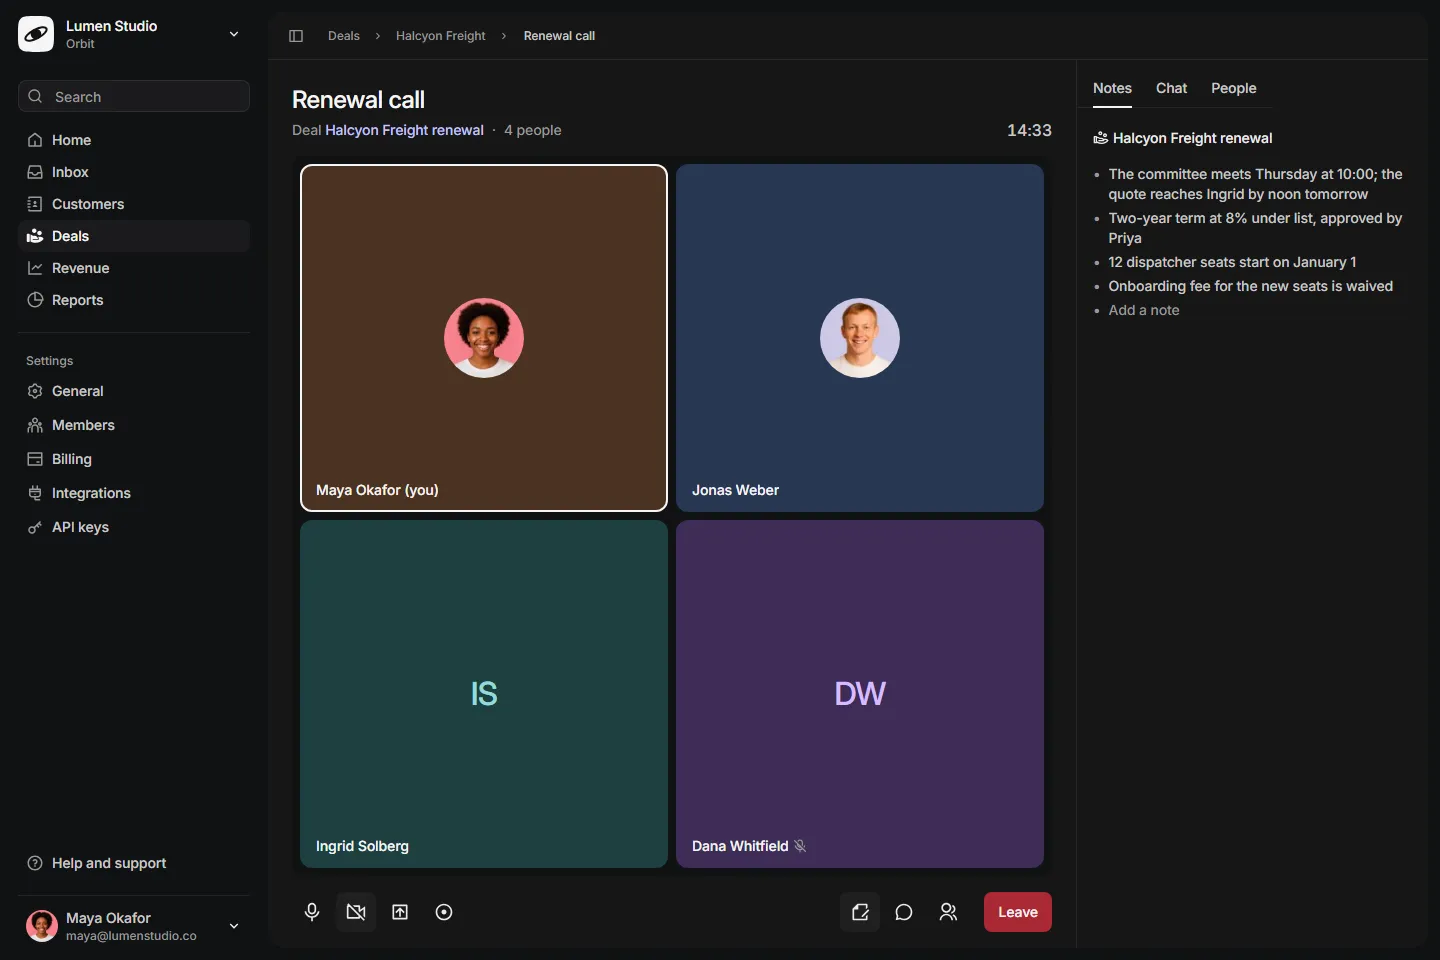 Lumen Studio
Orbit
Search
Home
Inbox
Customers
Deals
Revenue
Reports
Settings
General
Members
Billing
Integrations
API keys
Help and support
Maya Okafor
maya@lumenstudio.co
Deals
Halcyon Freight
Renewal call
Renewal call
Deal Halcyon Freight renewal · 4 people
14:33
Maya Okafor (you)
Jonas Weber
IS
Ingrid Solberg
DW
Dana Whitfield
Leave
Notes Chat People
Halcyon Freight renewal
• The committee meets Thursday at 10:00; the
quote reaches Ingrid by noon tomorrow
• Two-year term at 8% under list, approved by
Priya
• 12 dispatcher seats start on January 1
• Onboarding fee for the new seats is waived
• Add a note